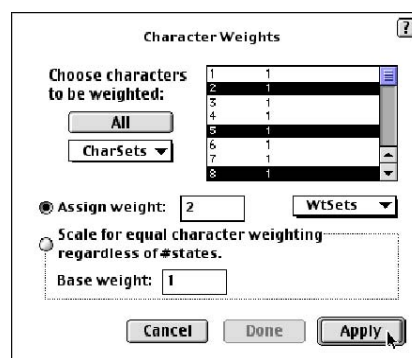 ?
Character Weights
Choose characters
to be weighted:
All
CharSets
1 1
2 1
3 1
4 1
5 1
6 1
7 1
8 1
Assign weight: 2 WtSets
Scale for equal character weighting
regardless of #states.
Base weight: 1
Cancel Done Apply